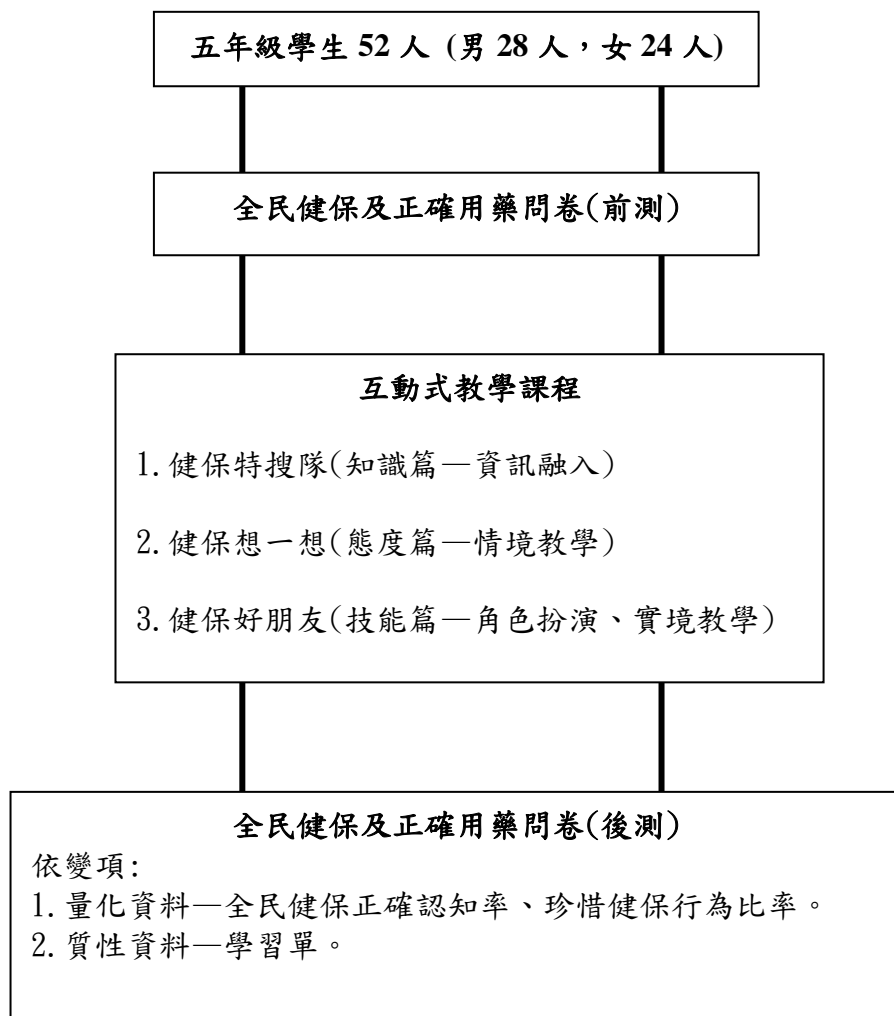 五年級學生 52 人 (男 28 人，女 24 人)
全民健保及正確用藥問卷(前測)
互動式教學課程
1.健保特搜隊(知識篇—資訊融入)
2.健保想一想(態度篇—情境教學)
3.健保好朋友(技能篇—角色扮演、實境教學)
全民健保及正確用藥問卷(後測)
依變項:
1.量化資料—全民健保正確認知率、珍惜健保行為比率。
2.質性資料—學習單。